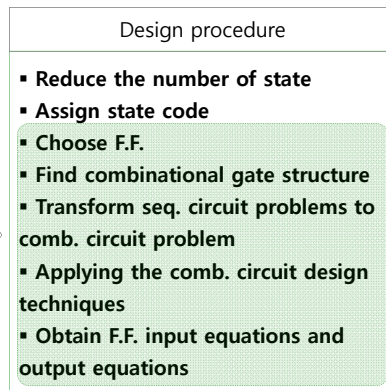 Design procedure
▪ Reduce the number of state
▪ Assign state code
▪ Choose F.F.
▪ Find combinational gate structure
▪ Transform seq. circuit problems to
comb. circuit problem
▪ Applying the comb. circuit design
techniques
▪ Obtain F.F. input equations and
output equations